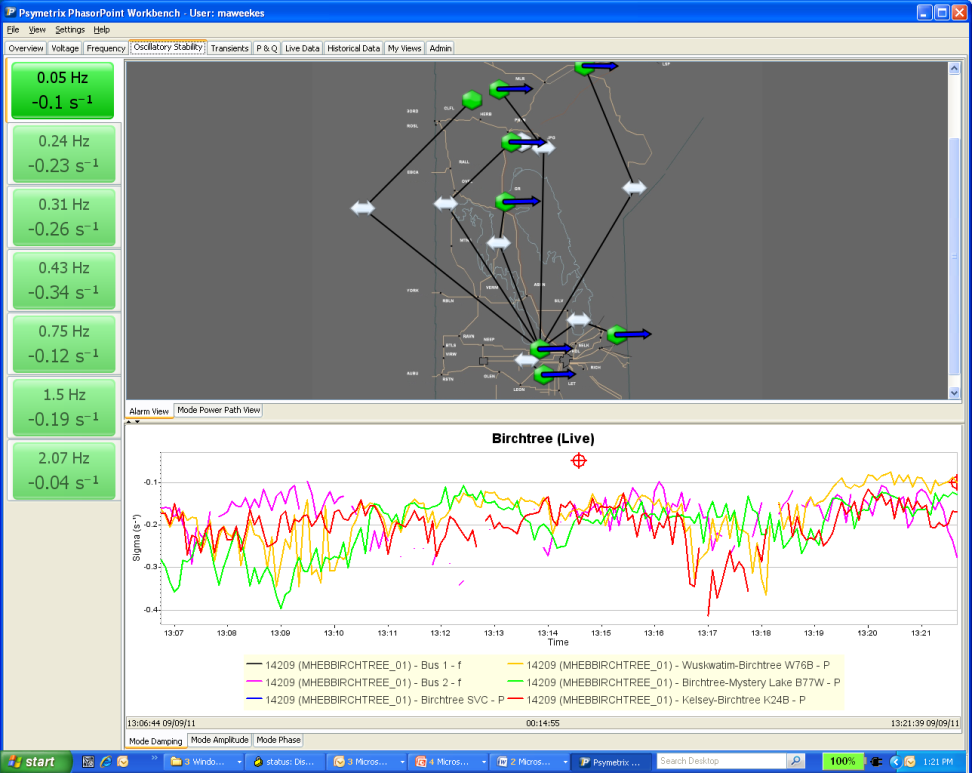 Psymetrix PhasorPoint Workbench - User: maweekes
File View Settings Help
Overview Voltage Frequency Oscillatory Stability Transients P & Q Live Data Historical Data My Views Admin
0.05 Hz
-0.1 s⁻¹
0.24 Hz
-0.23 s⁻¹
0.31 Hz
-0.26 s⁻¹
0.43 Hz
-0.34 s⁻¹
0.75 Hz
-0.12 s⁻¹
1.5 Hz
-0.19 s⁻¹
2.07 Hz
-0.04 s⁻¹
Alarm View Mode Power Path View
Birchtree (Live)
-0.1
-0.2
-0.3
-0.4
Sigma (s⁻¹)
13:07 13:08 13:09 13:10 13:11 13:12 13:13 13:14 13:15 13:16 13:17 13:18 13:19 13:20 13:21
Time
14209 (MHEBBIRCHTREE_01) - Bus 1 - f 14209 (MHEBBIRCHTREE_01) - Wuskwatim-Birchtree W76B - P
14209 (MHEBBIRCHTREE_01) - Bus 2 - f 14209 (MHEBBIRCHTREE_01) - Birchtree-Mystery Lake B77W - P
14209 (MHEBBIRCHTREE_01) - Birchtree SVC - P 14209 (MHEBBIRCHTREE_01) - Kelsey-Birchtree K24B - P
13:06:44 09/09/11 00:14:55 13:21:39 09/09/11
Mode Damping Mode Amplitude Mode Phase
start 3 Windo... status: Dis... 3 Micros... 4 Micros... 2 Micros... Psymetrix ... Search Desktop 100% 1:21 PM